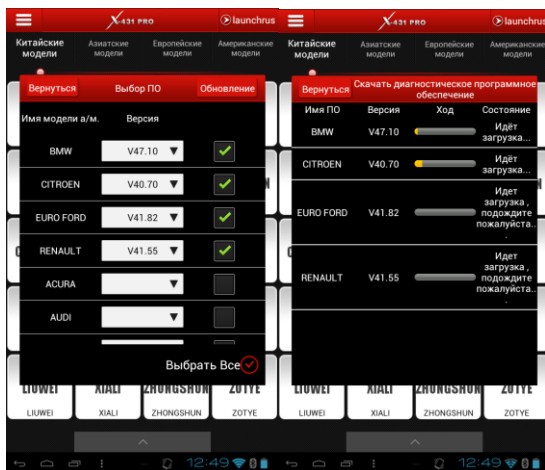 X-431 PRO
launchrus
Китайские модели
Азиатские модели
Европейские модели
Американские модели
Вернуться
Выбор ПО
Обновление
Имя модели а/м.
Версия
BMW
V47.10
CITROEN
V40.70
EURO FORD
V41.82
RENAULT
V41.55
ACURA
AUDI
Выбрать Все
LIUWEI
XIALI
ZHONGSHUN
ZOTYE
LIUWEI
XIALI
ZHONGSHUN
ZOTYE
12:49
X-431 PRO
launchrus
Китайские модели
Азиатские модели
Европейские модели
Американские модели
Вернуться
Скачать диагностическое программное
обеспечение
Имя ПО
Версия
Ход
Состояние
BMW
V47.10
Идёт
загрузка...
CITROEN
V40.70
Идёт
загрузка...
EURO FORD
V41.82
Идет
загрузка ,
подождите
пожалуйста..
.
RENAULT
V41.55
Идет
загрузка ,
подождите
пожалуйста..
.
LIUWEI
XIALI
ZHONGSHUN
ZOTYE
LIUWEI
XIALI
ZHONGSHUN
ZOTYE
12:49